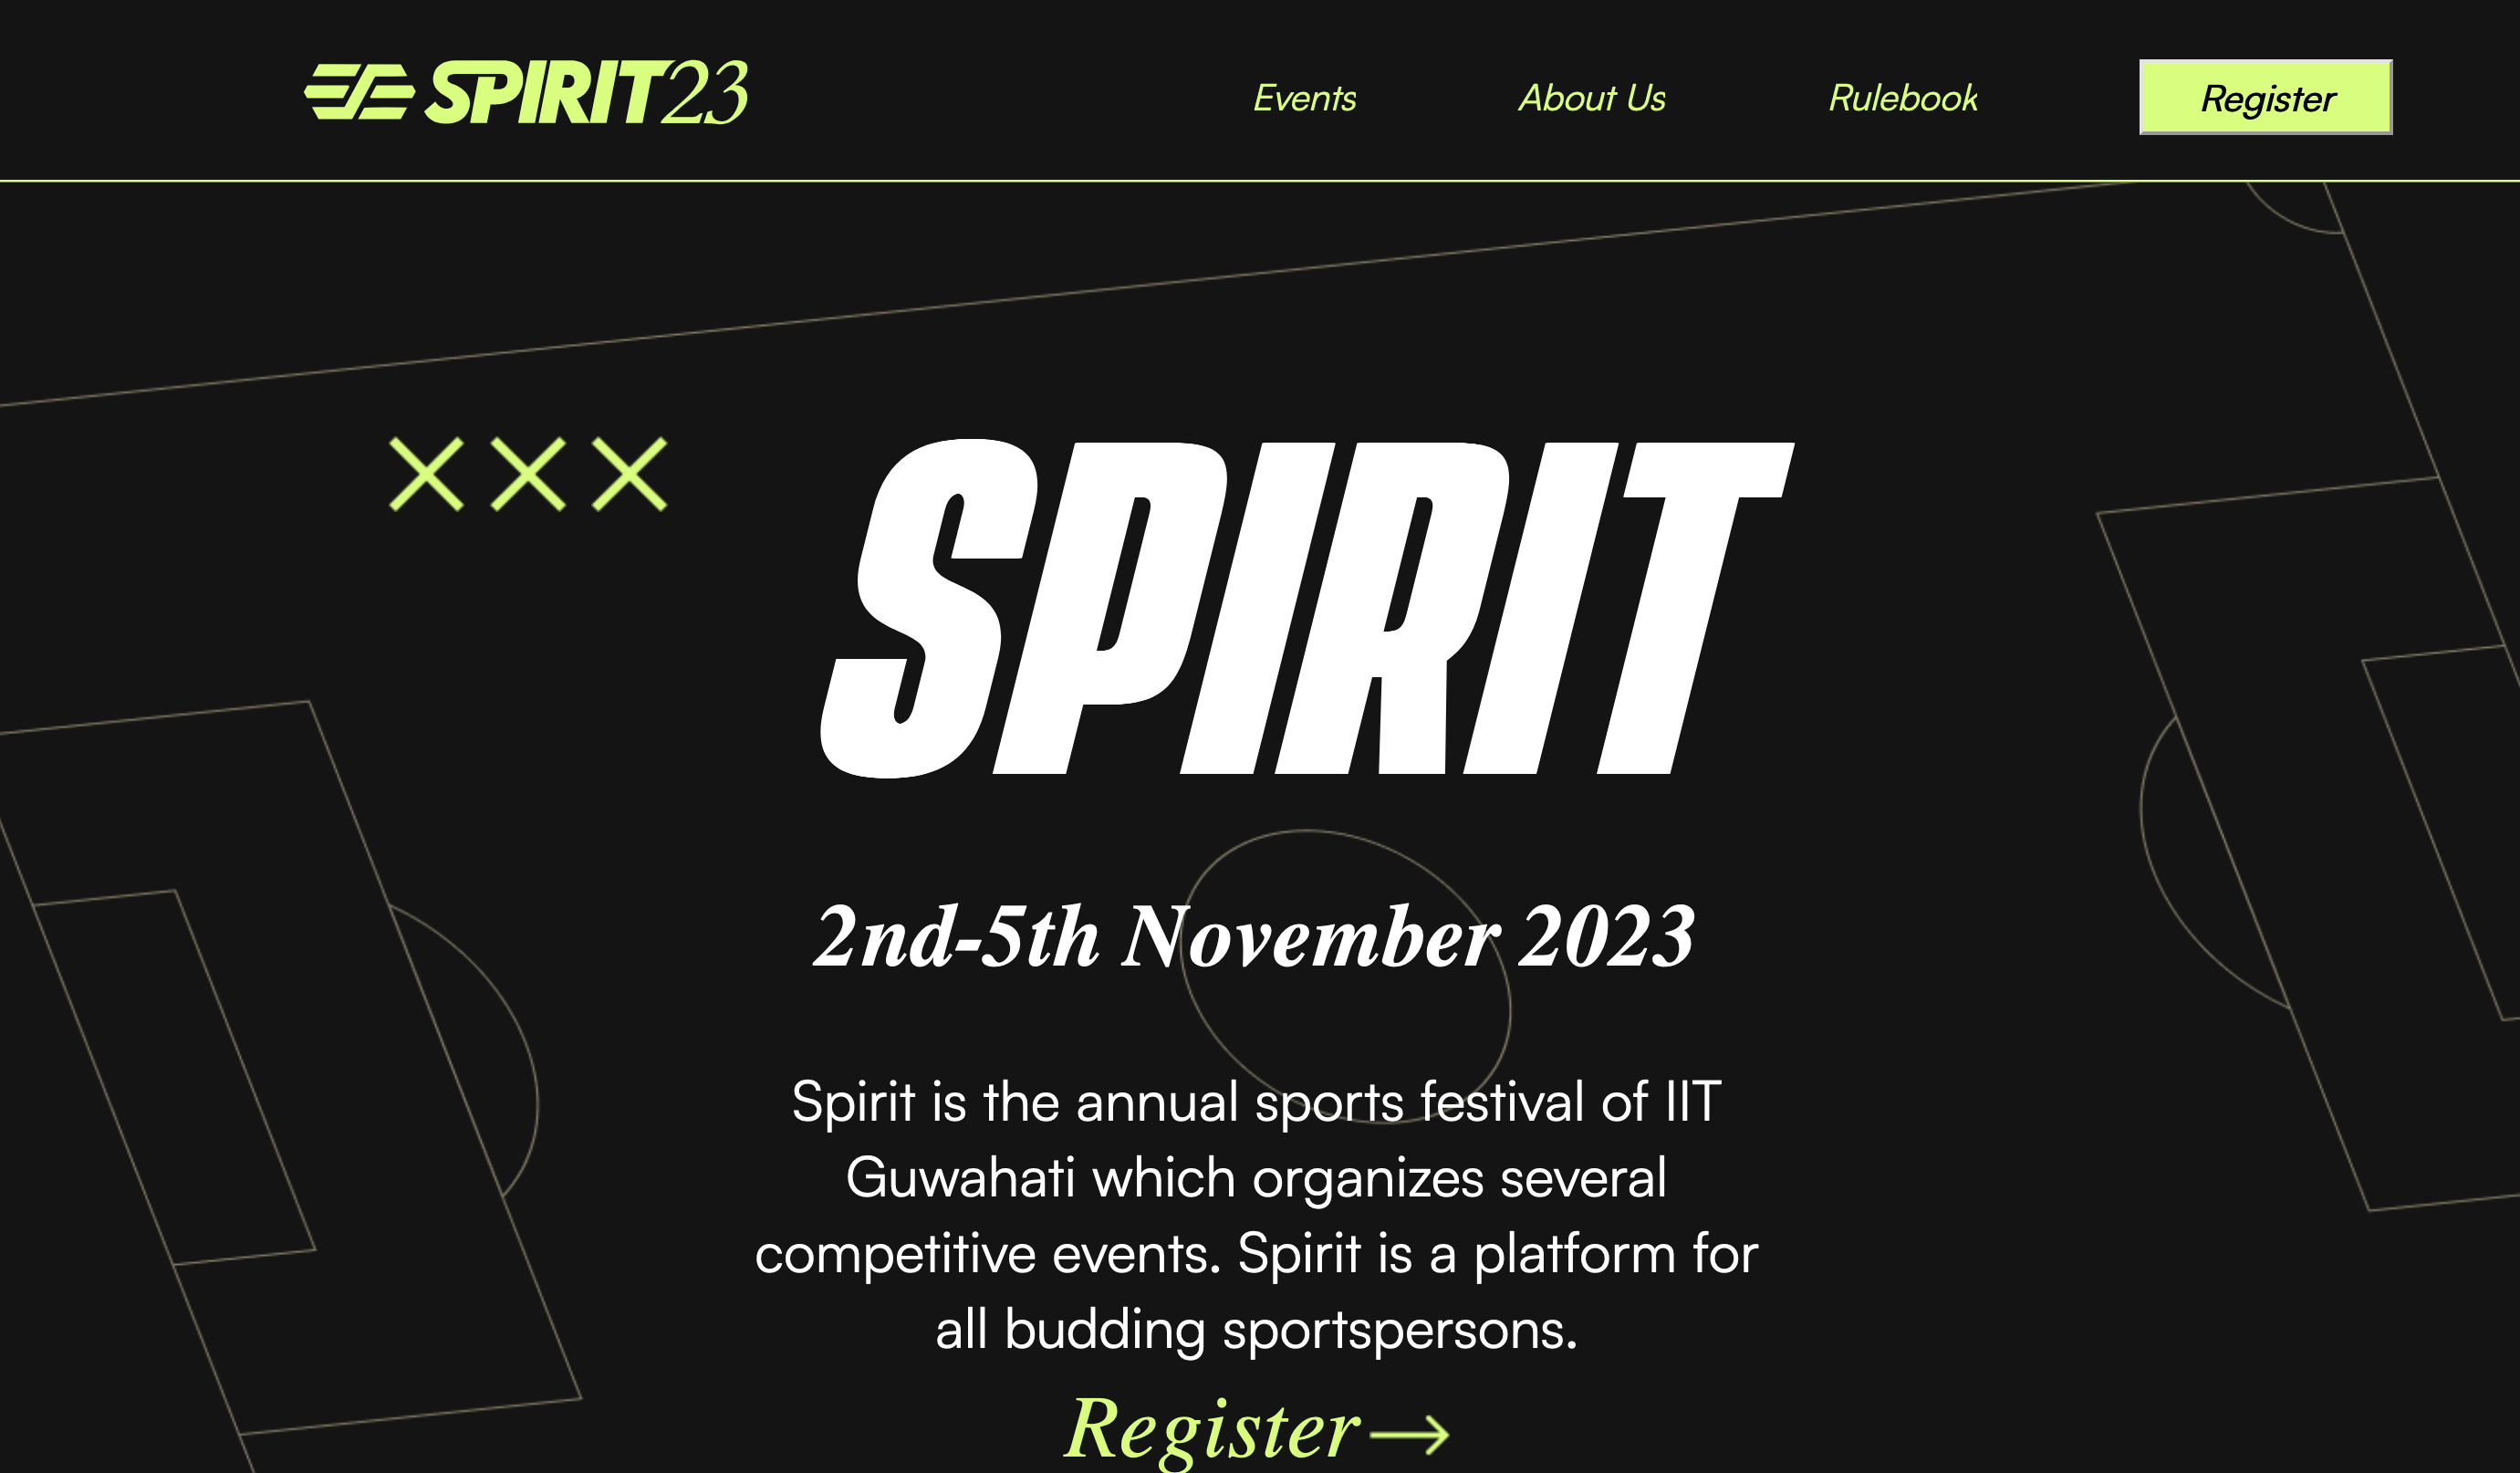 SPIRIT23
Events
About Us
Rulebook
Register
SPIRIT
2nd-5th November 2023
Spirit is the annual sports festival of IIT
Guwahati which organizes several
competitive events. Spirit is a platform for
all budding sportspersons.
Register→